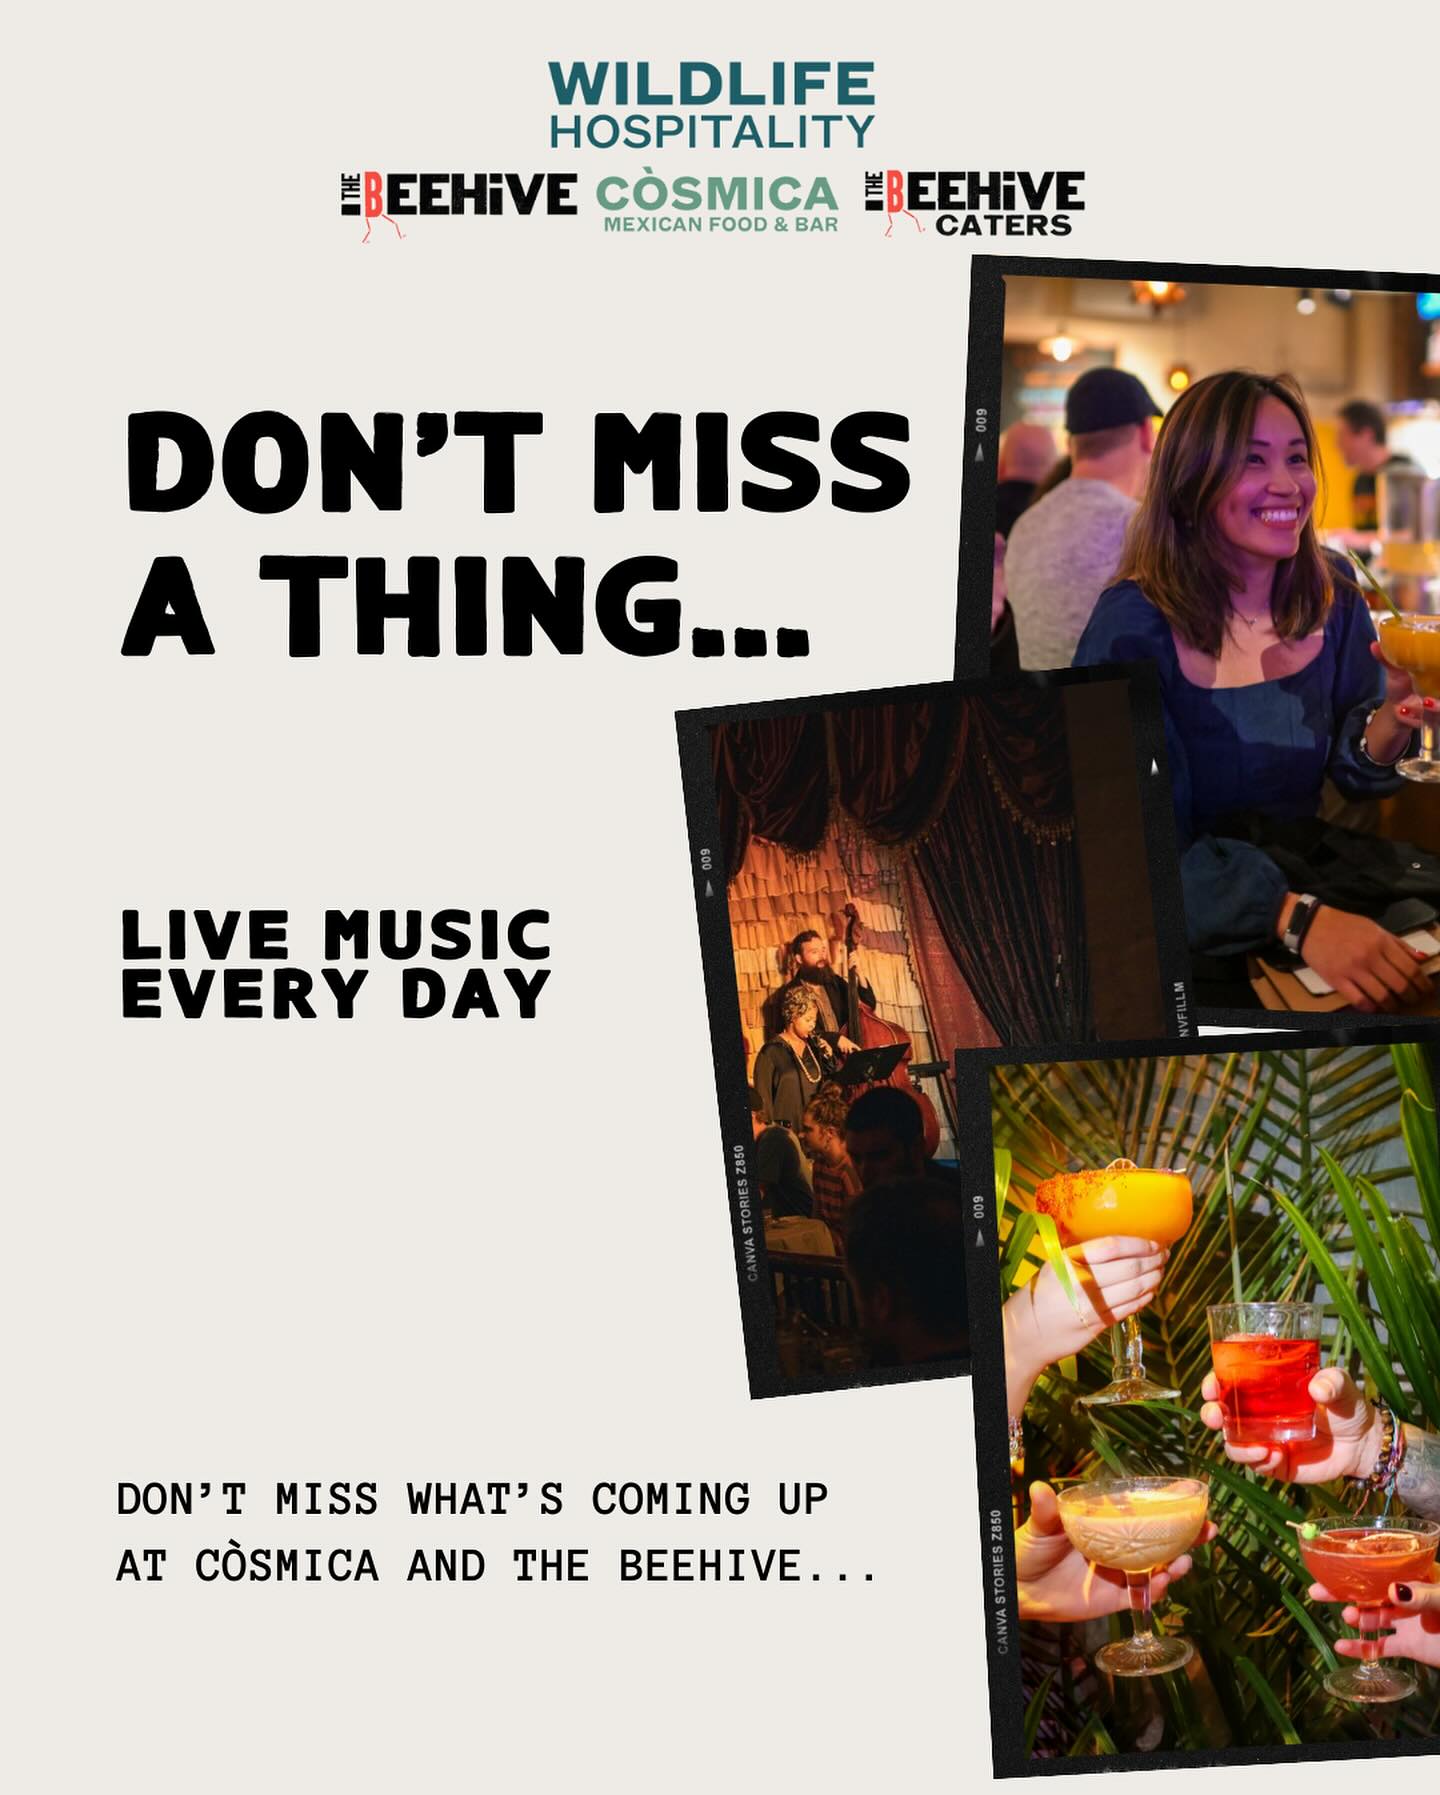 WILDLIFE
HOSPITALITY
THE BEEHiVE
CÒSMICA
MEXICAN FOOD & BAR
THE BEEHiVE
CATERS
DON'T MISS
A THING...
LIVE MUSIC
EVERY DAY
DON'T MISS WHAT'S COMING UP
AT CÒSMICA AND THE BEEHIVE...
009
009
CANVA STORIES Z850
NVFILLM
009
CANVA STORIES Z850